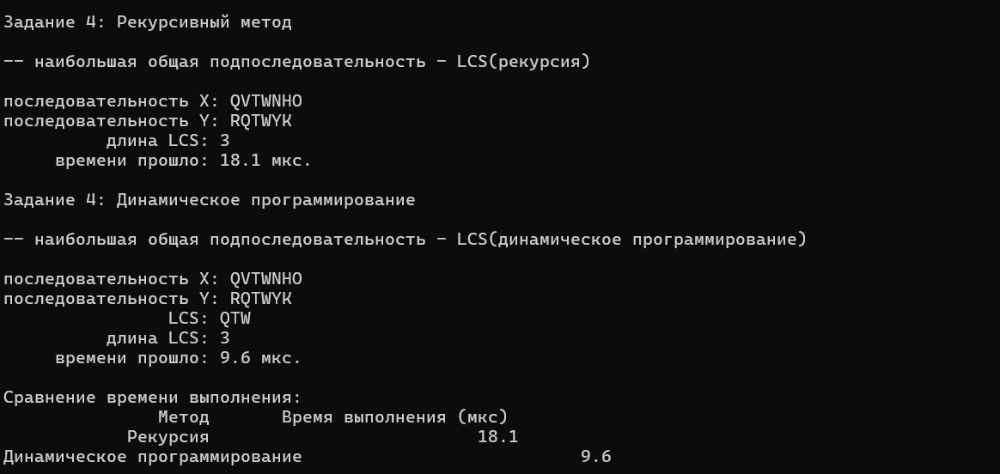 Задание 4: Рекурсивный метод
-- наибольшая общая подпоследовательность - LCS(рекурсия)
последовательность X: QVTWNHO
последовательность Y: RQTWYK
длина LCS: 3
времени прошло: 18.1 мкс.
Задание 4: Динамическое программирование
-- наибольшая общая подпоследовательность - LCS(динамическое программирование)
последовательность X: QVTWNHO
последовательность Y: RQTWYK
LCS: QTW
длина LCS: 3
времени прошло: 9.6 мкс.
Сравнение времени выполнения:
Метод Время выполнения (мкс)
Рекурсия 18.1
Динамическое программирование 9.6